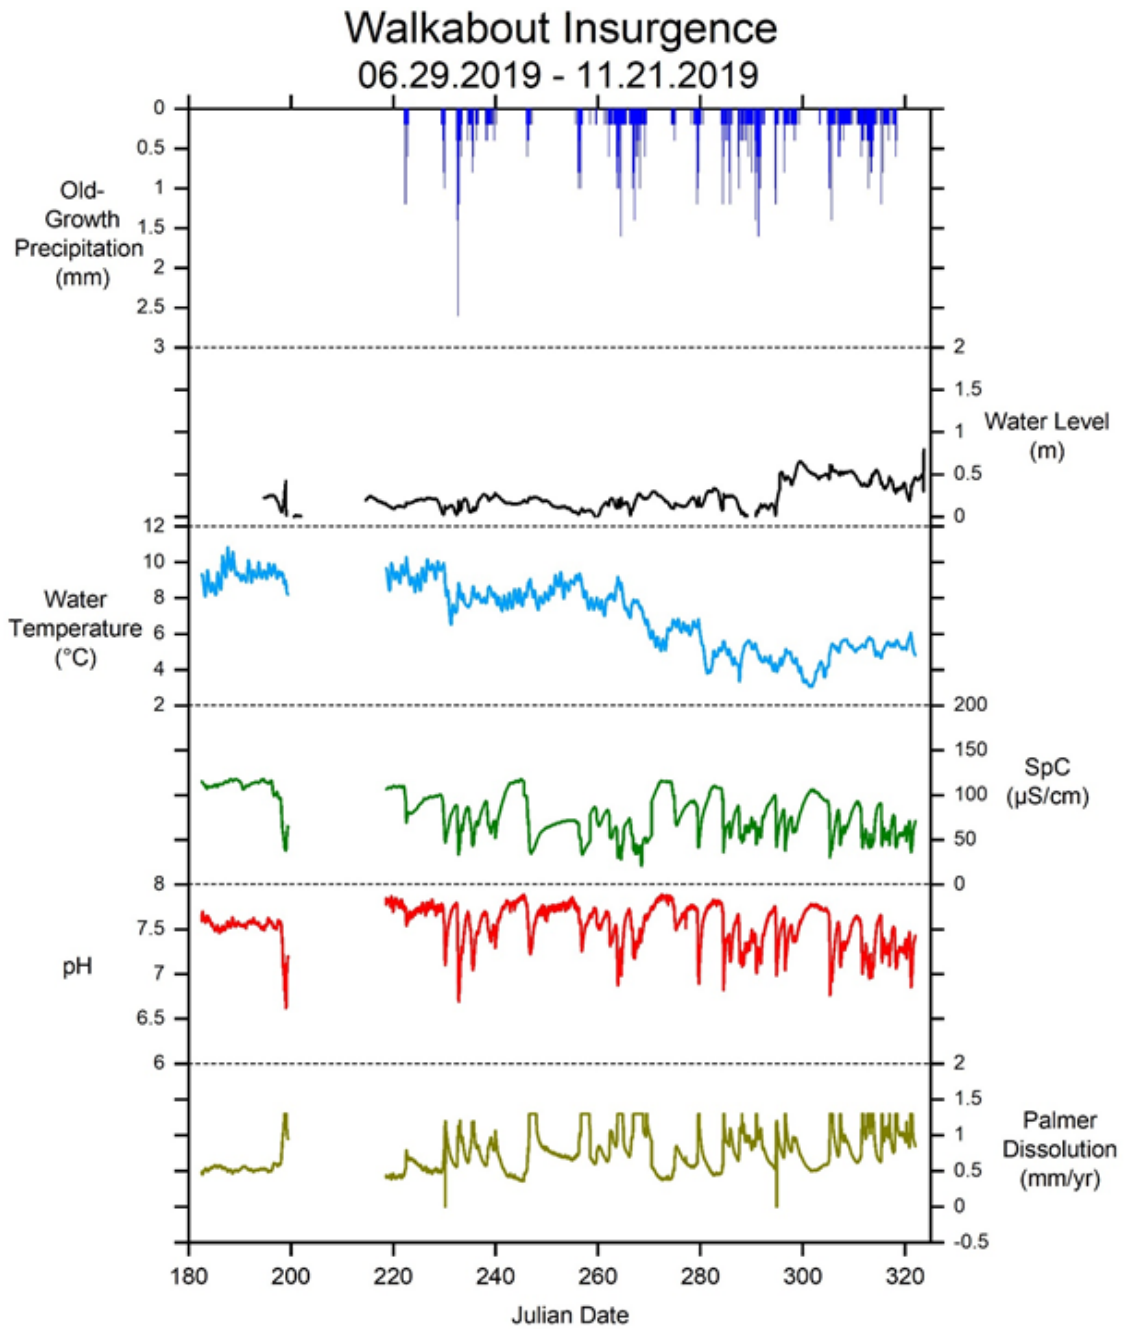 Walkabout Insurgence
06.29.2019 - 11.21.2019
Old-
Growth
Precipitation
(mm)
0
0.5
1
1.5
2
2.5
3
2
1.5
1
0.5
0
Water Level
(m)
12
10
8
6
4
2
Water
Temperature
(°C)
200
150
100
50
0
SpC
(µS/cm)
8
7.5
7
6.5
6
pH
2
1.5
1
0.5
0
-0.5
Palmer
Dissolution
(mm/yr)
180 200 220 240 260 280 300 320
Julian Date